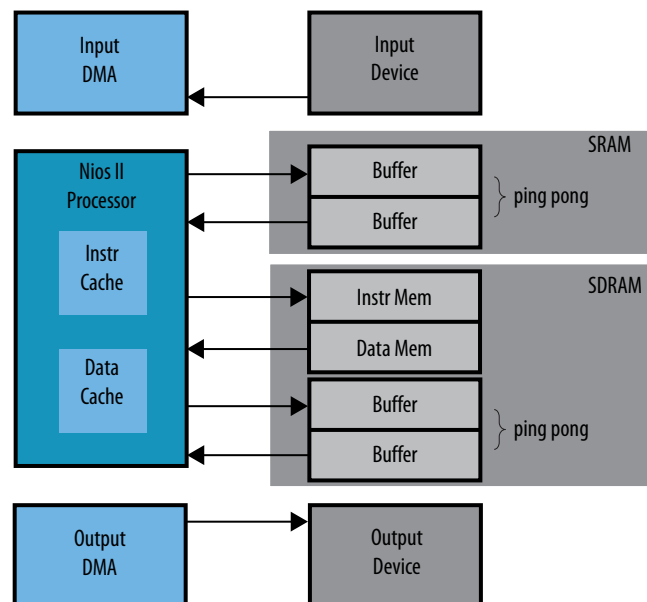 Input
DMA
Input
Device
SRAM
Nios II
Processor
Buffer
Buffer
ping pong
Instr
Cache
SDRAM
Instr Mem
Data Mem
Data
Cache
Buffer
Buffer
ping pong
Output
DMA
Output
Device